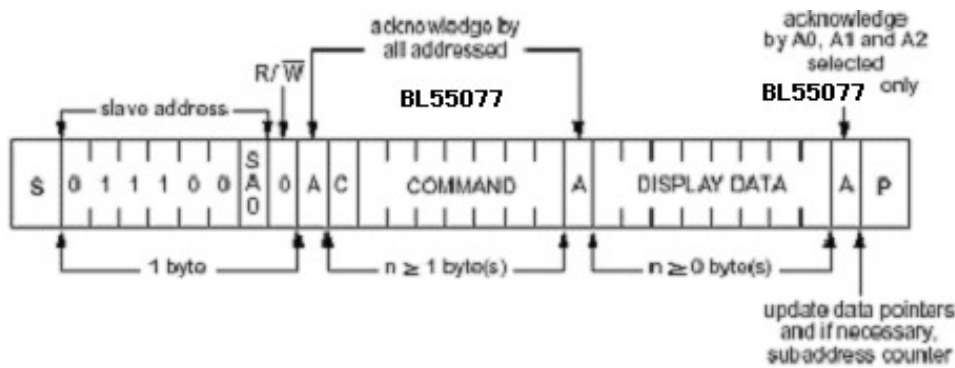 acknowledge by
all addressed
BL55077
acknowledge
by A0, A1 and A2
selected
BL55077 only
R/W
slave address
S 0 1 1 1 0 0 SA0 0 A C COMMAND A DISPLAY DATA A P
1 byte
n ≥ 1 byte(s)
n ≥ 0 byte(s)
update data pointers
and if necessary,
subaddress counter